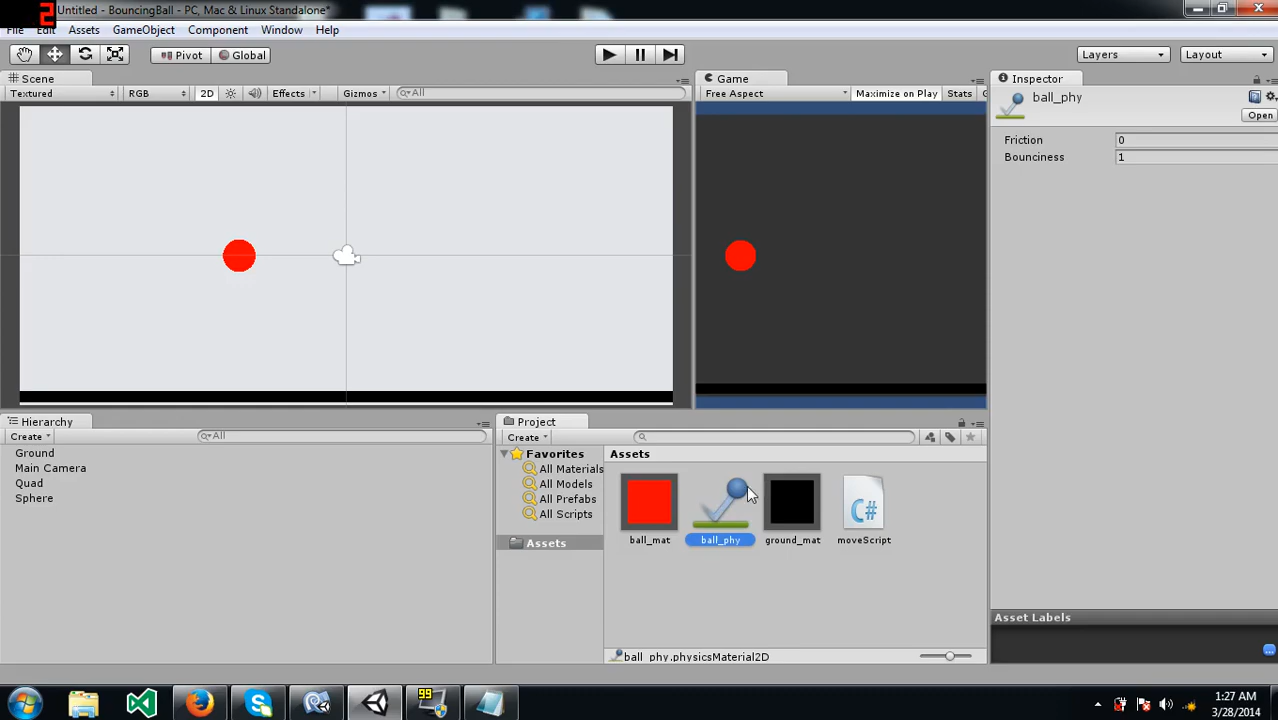 2
Untitled - BouncingBall - PC, Mac & Linux Standalone*
File Edit Assets GameObject Component Window Help
Pivot Global Layers Layout
Scene Game Inspector
Textured RGB 2D Effects Gizmos All Free Aspect Maximize on Play Stats G
ball_phy
Open
Friction 0
Bounciness 1
Hierarchy Project
Create All Create
Ground
Main Camera
Quad
Sphere
Favorites
All Materials
All Models
All Prefabs
All Scripts
Assets
Assets
C#
ball_mat ball_phy ground_mat moveScript
Asset Labels
ball_phy.physicsMaterial2D
99
1:27 AM
3/28/2014